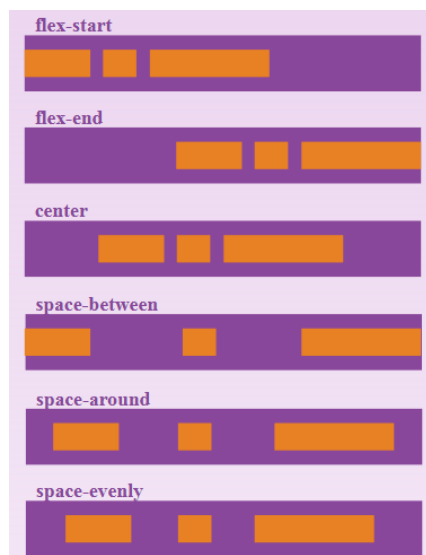 flex-start
flex-end
center
space-between
space-around
space-evenly